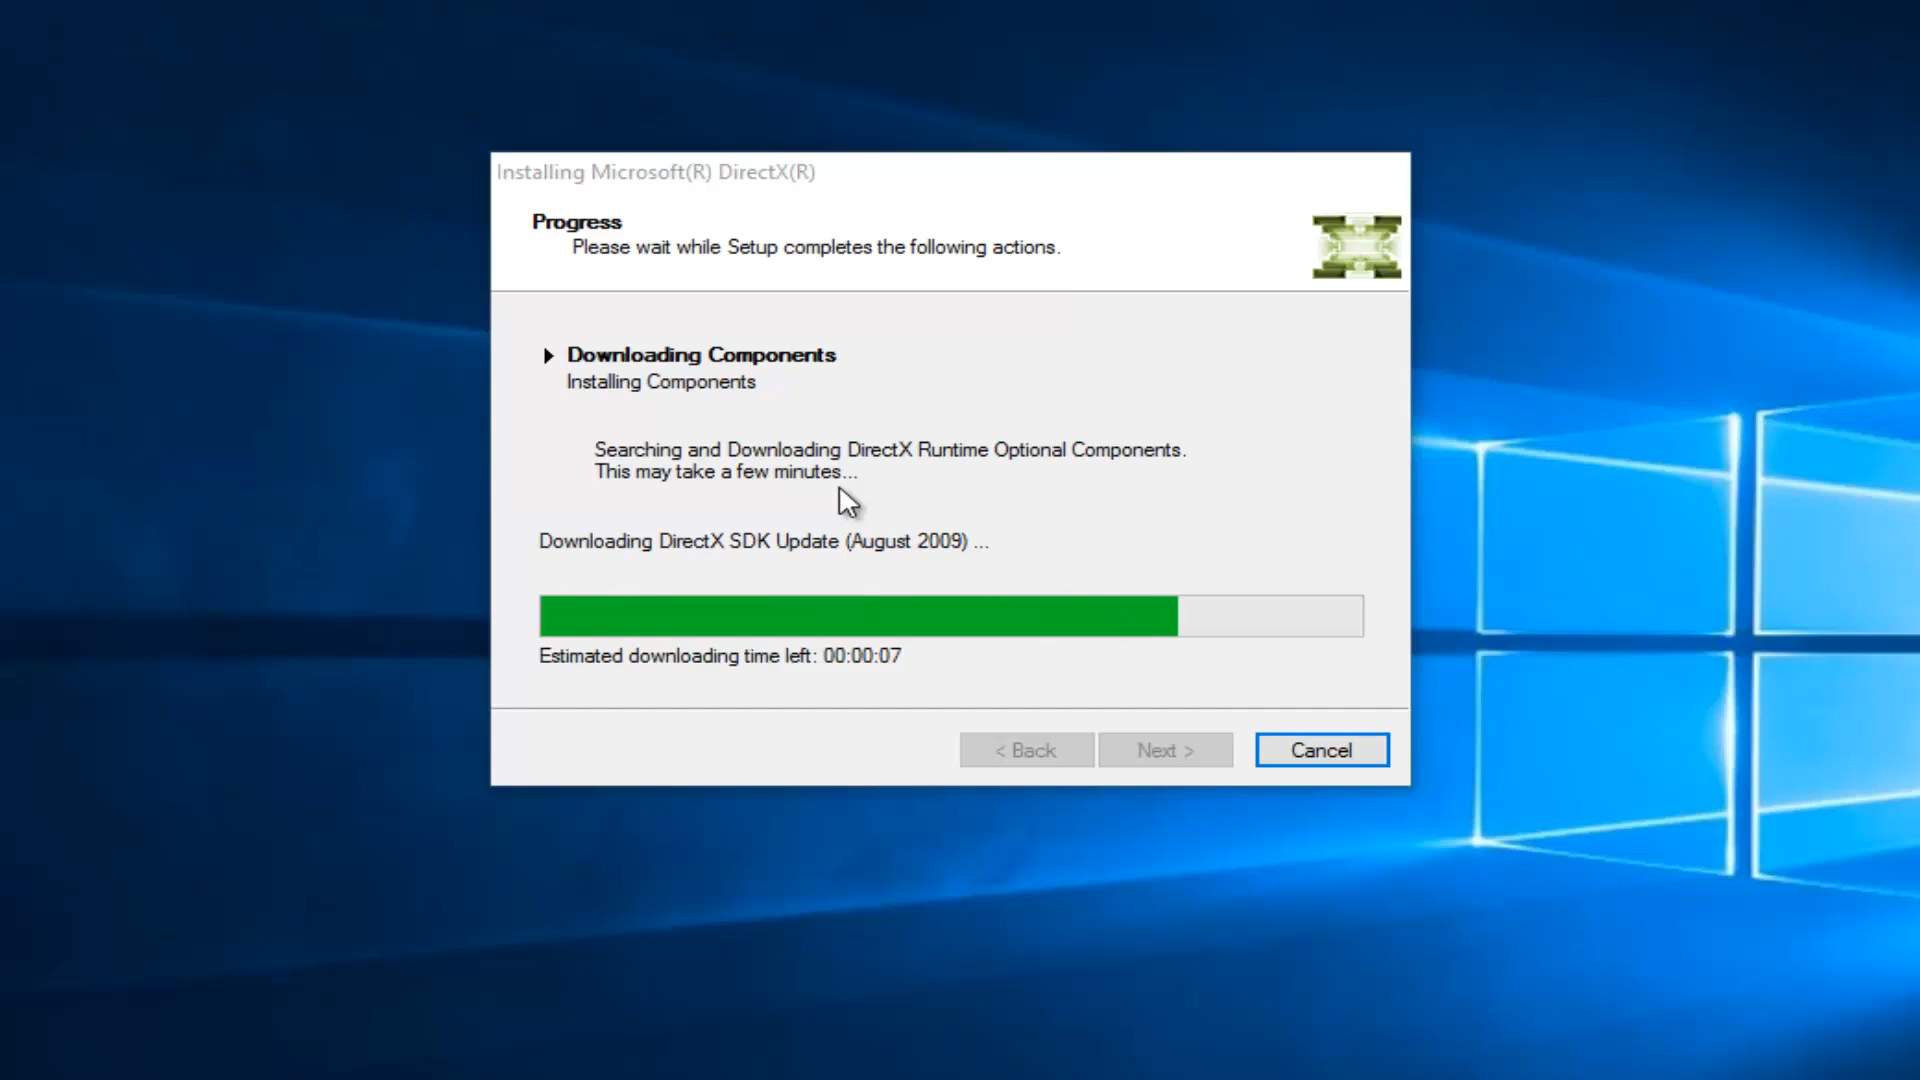 Installing Microsoft(R) DirectX(R)
Progress
Please wait while Setup completes the following actions.
Downloading Components
Installing Components
Searching and Downloading DirectX Runtime Optional Components.
This may take a few minutes...
Downloading DirectX SDK Update (August 2009) ...
Estimated downloading time left: 00:00:07
< Back
Next >
Cancel